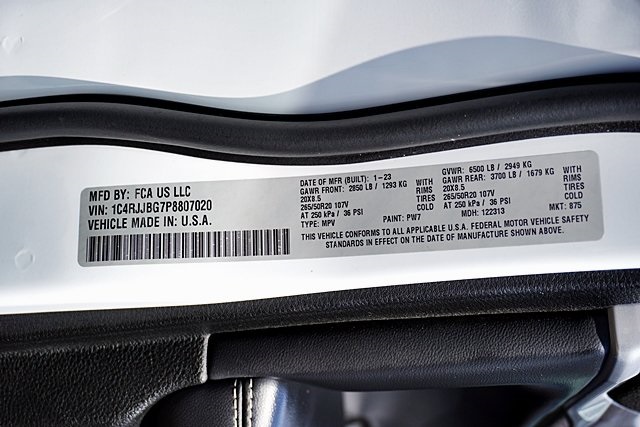 MFD BY: FCA US LLC
VIN: 1C4RJJBG7P8807020
VEHICLE MADE IN: U.S.A.
DATE OF MFR (BUILT): 1-23
GAWR FRONT: 2850 LB / 1293 KG WITH
20X8.5 RIMS
265/50R20 107V TIRES
AT 250 kPa / 36 PSI COLD
TYPE: MPV PAINT: PW7
GVWR: 6500 LB / 2949 KG
GAWR REAR: 3700 LB / 1679 KG WITH
20X8.5 RIMS
265/50R20 107V TIRES
AT 250 kPa / 36 PSI COLD
MDH: 122313 MKT: 875
THIS VEHICLE CONFORMS TO ALL APPLICABLE U.S.A. FEDERAL MOTOR VEHICLE SAFETY
STANDARDS IN EFFECT ON THE DATE OF MANUFACTURE SHOWN ABOVE.